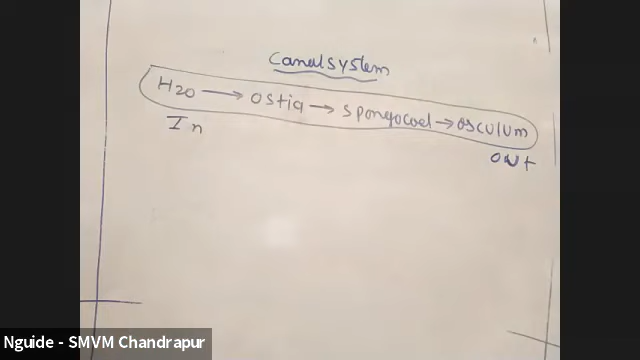 Canalsystem
H2O → ostia → spongocoel → osculum
In
out
Nguide - SMVM Chandrapur